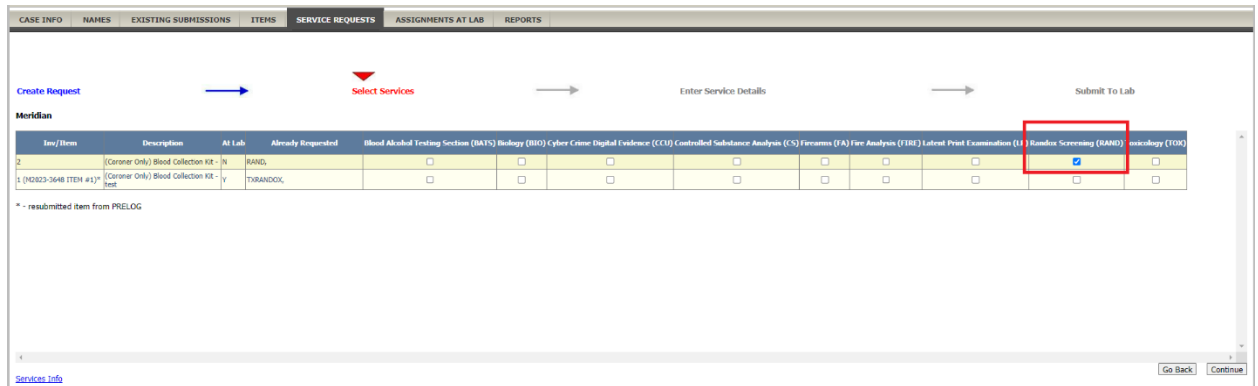 CASE INFO NAMES EXISTING SUBMISSIONS ITEMS SERVICE REQUESTS ASSIGNMENTS AT LAB REPORTS
Create Request Select Services Enter Service Details Submit To Lab
Meridian
Inv/Item Description At Lab Already Requested Blood Alcohol Testing Section (BATS) Biology (BIO) Cyber Crime Digital Evidence (CCU) Controlled Substance Analysis (CS) Firearms (FA) Fire Analysis (FIRE) Latent Print Examination (L Randox Screening (RAND) Toxicology (TOX)
2 (Coroner Only) Blood Collection Kit - N RAND,
1 (M2023-3648 ITEM #1)* (Coroner Only) Blood Collection Kit - Y TXRANDOX,
test
* - resubmitted item from PRELOG
Go Back Continue
Services Info